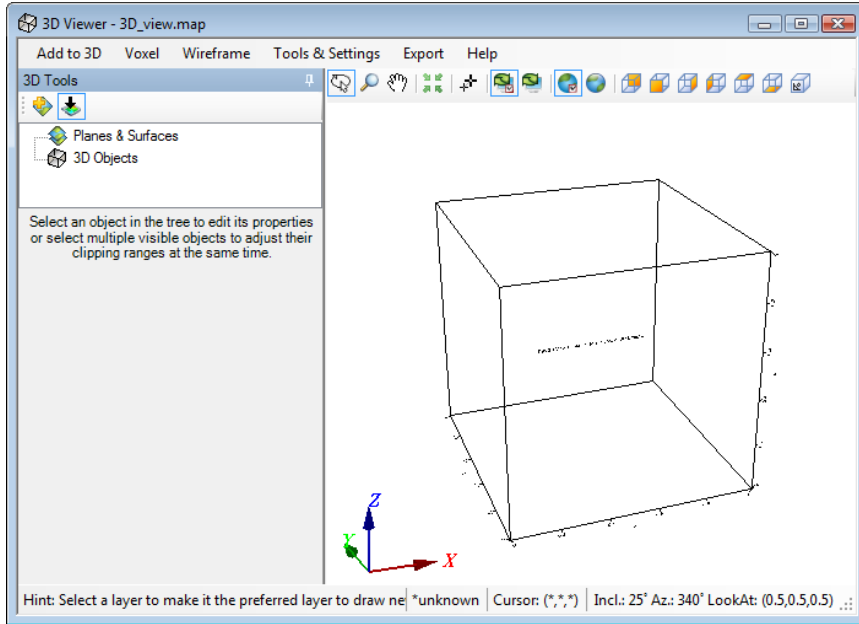 3D Viewer - 3D_view.map
Add to 3D Voxel Wireframe Tools & Settings Export Help
3D Tools
Planes & Surfaces
3D Objects
Select an object in the tree to edit its properties
or select multiple visible objects to adjust their
clipping ranges at the same time.
Z
Y
X
Hint: Select a layer to make it the preferred layer to draw ne *unknown Cursor: (*,*,*) Incl.: 25° Az.: 340° LookAt: (0.5,0.5,0.5)